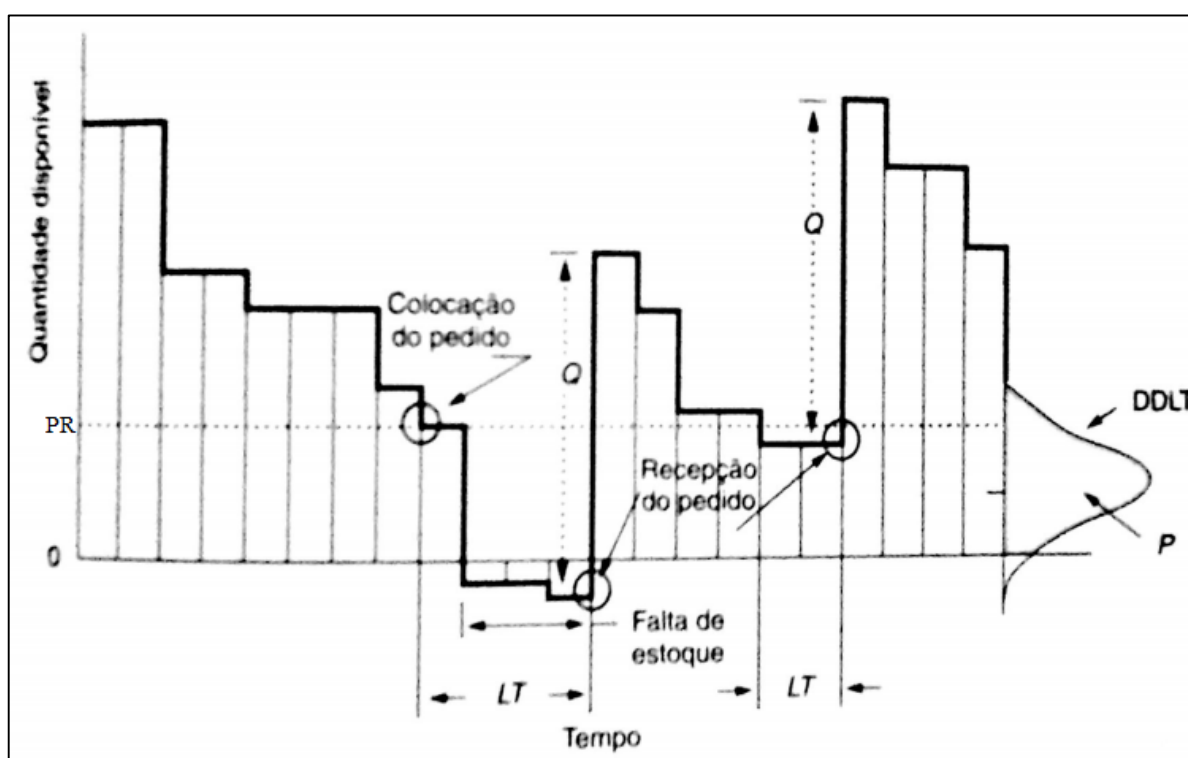 Quantidade disponível
PR
0
Colocação
do pedido
Q
Recepção
do pedido
Q
DDLT
P
Falta de
estoque
LT
LT
Tempo